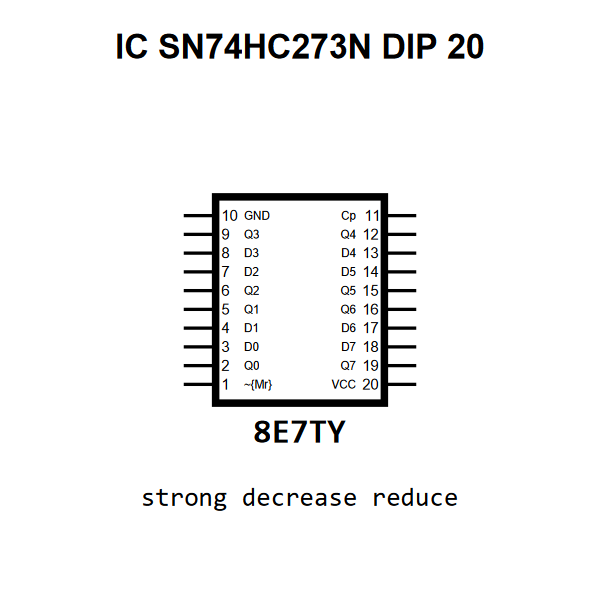 IC SN74HC273N DIP 20
10 GND Cp 11
9 Q3 Q4 12
8 D3 D4 13
7 D2 D5 14
6 Q2 Q5 15
5 Q1 Q6 16
4 D1 D6 17
3 D0 D7 18
2 Q0 Q7 19
1 ~{Mr} VCC 20
8E7TY
strong decrease reduce